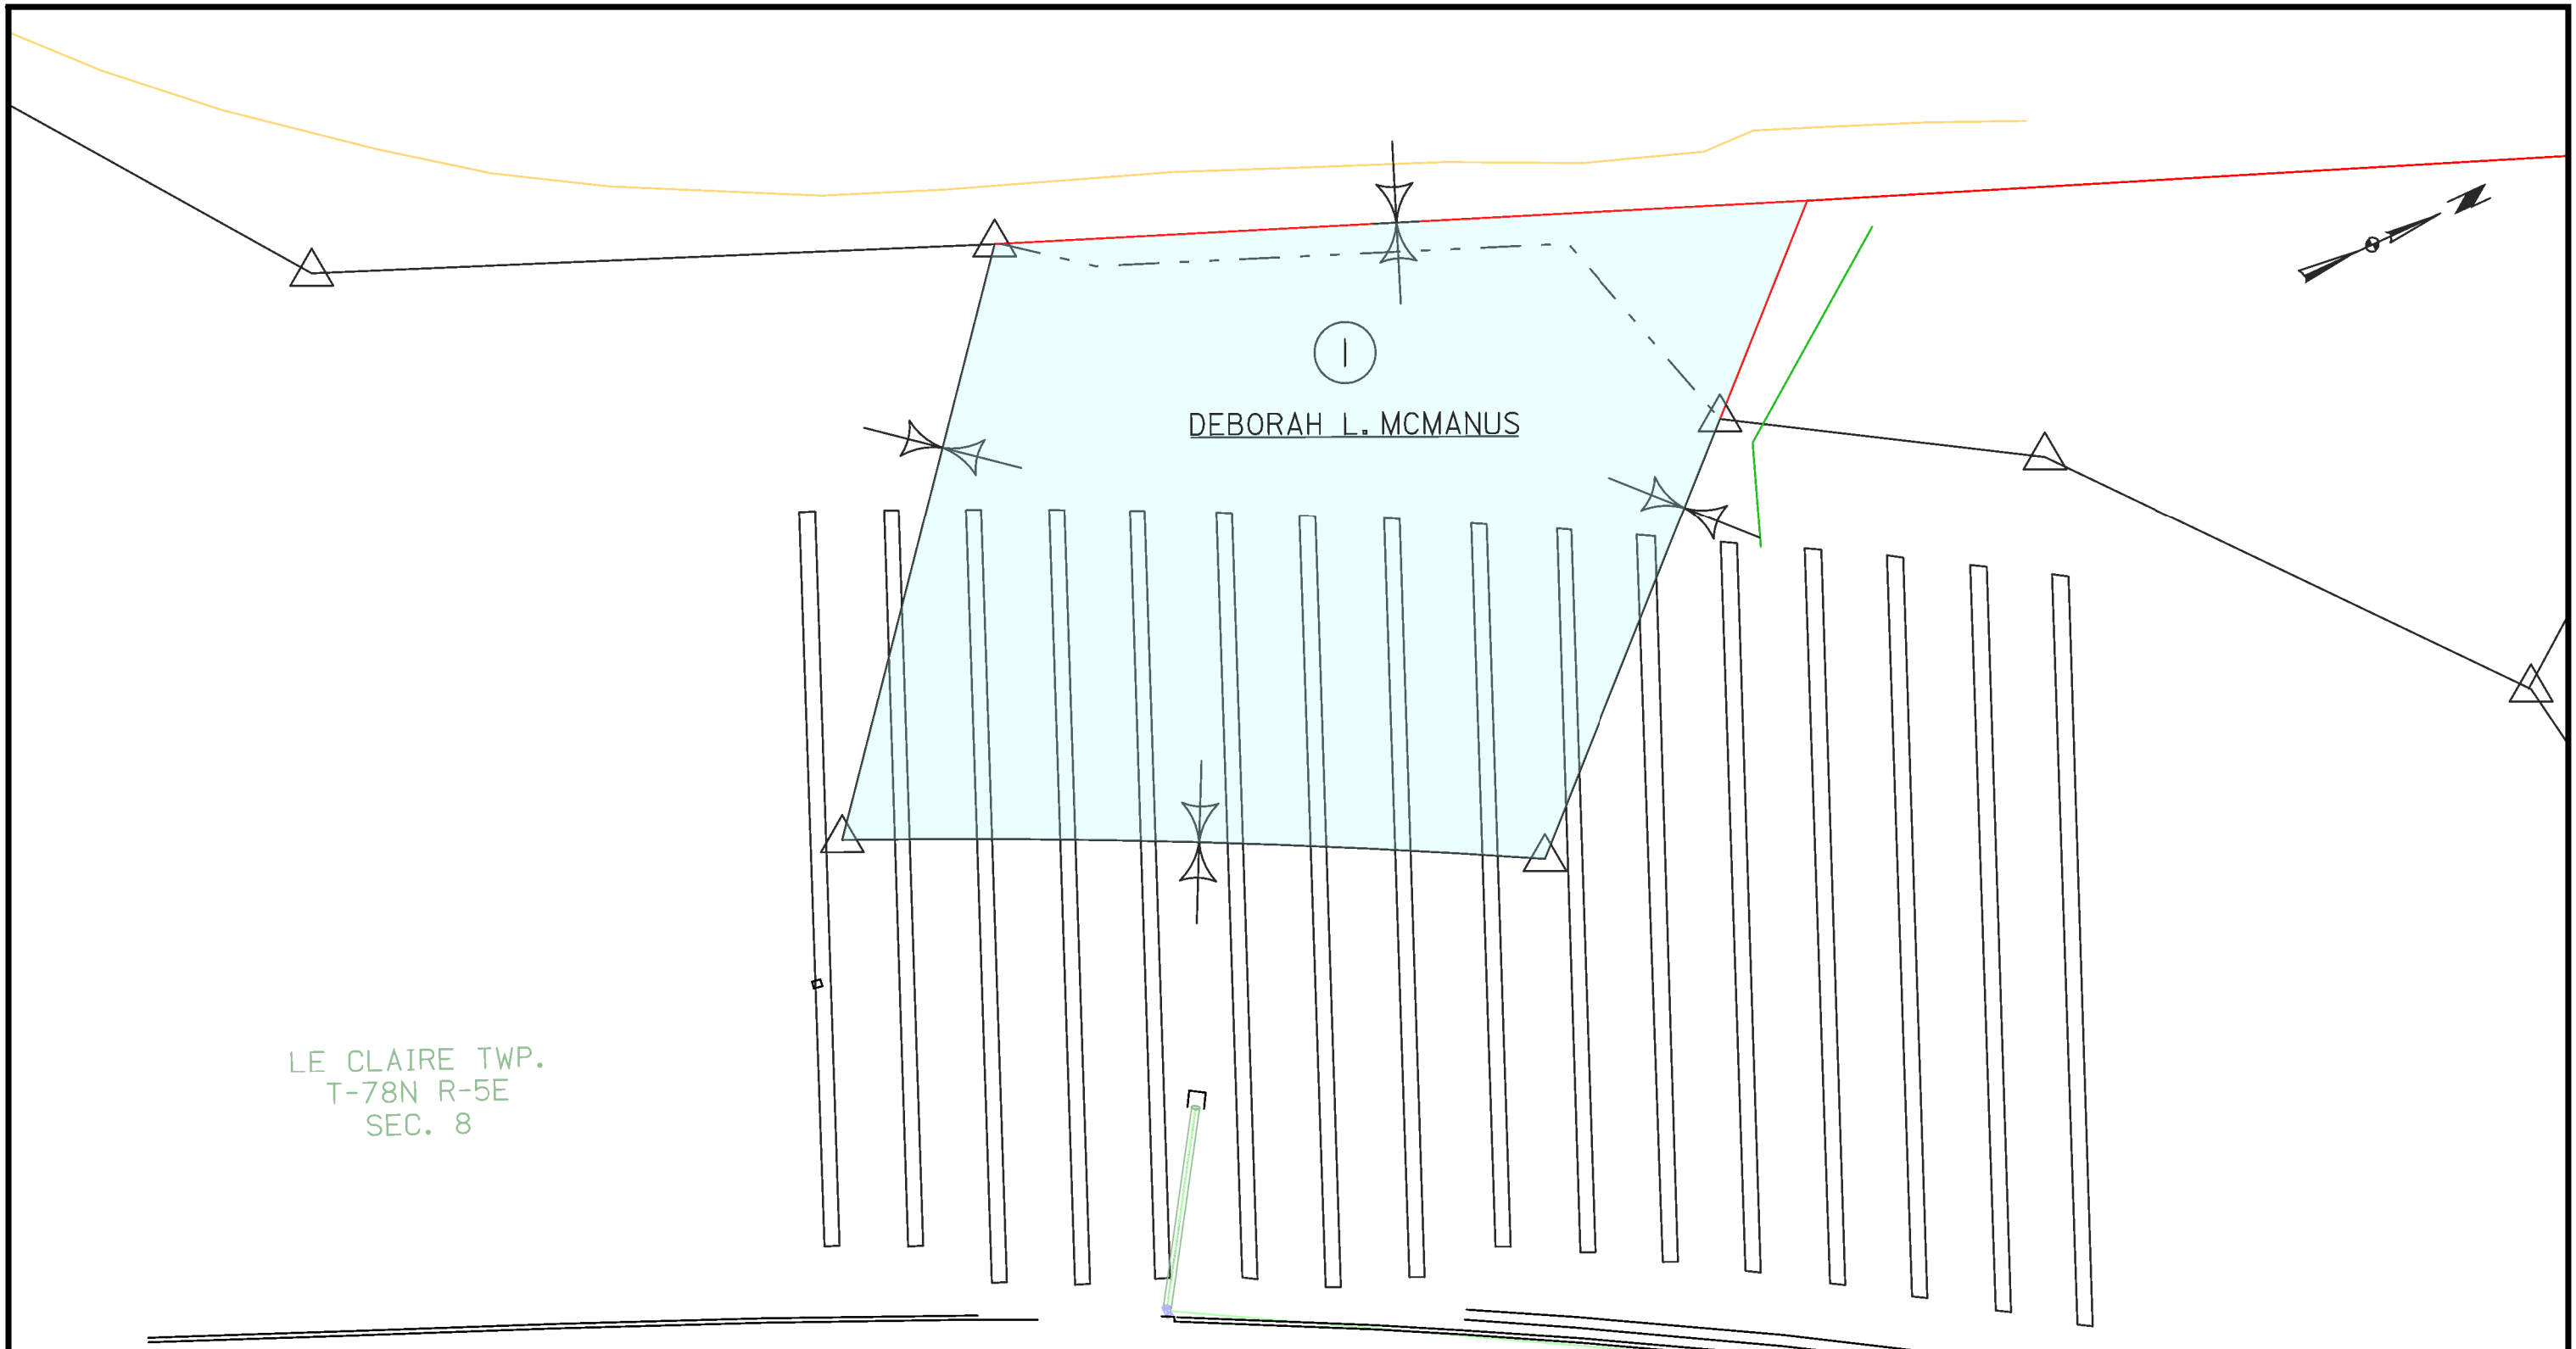 1
DEBORAH L. MCMANUS
LE CLAIRE TWP.
T-78N R-5E
SEC. 8